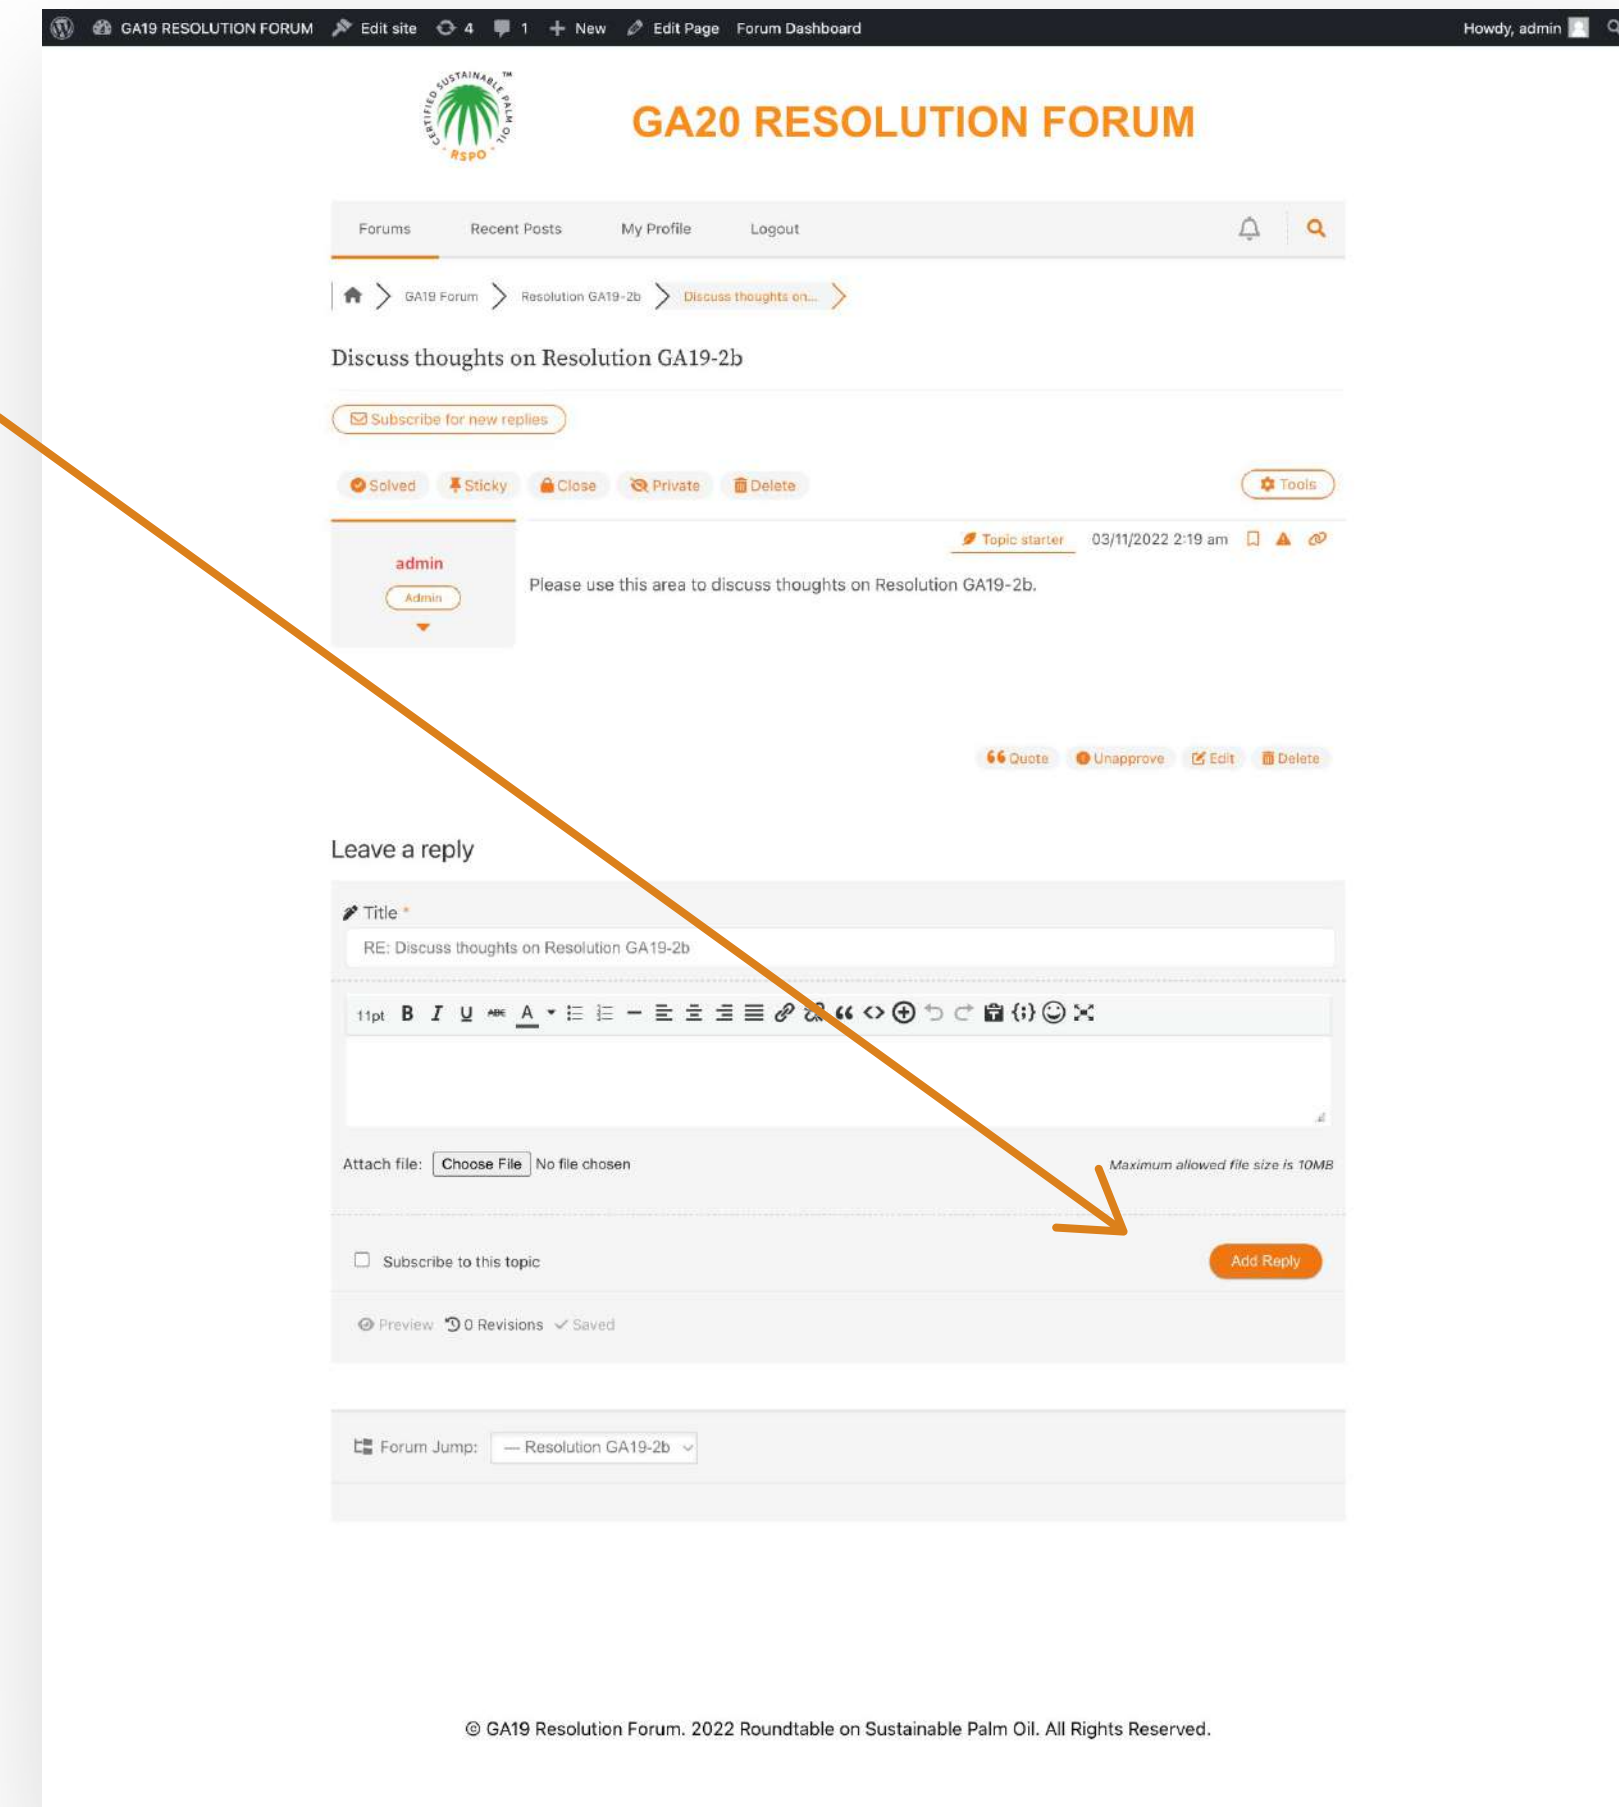 GA19 RESOLUTION FORUM Edit site 4 1 New Edit Page Forum Dashboard Howdy, admin
CERTIFIED SUSTAINABLE PALM OIL TM
RSPO
GA20 RESOLUTION FORUM
Forums Recent Posts My Profile Logout
GA19 Forum Resolution GA19-2b Discuss thoughts on...
Discuss thoughts on Resolution GA19-2b
Subscribe for new replies
Solved Sticky Close Private Delete Tools
Topic starter 03/11/2022 2:19 am
admin
Admin
Please use this area to discuss thoughts on Resolution GA19-2b.
Quote Unapprove Edit Delete
Leave a reply
Title *
RE: Discuss thoughts on Resolution GA19-2b
11pt B I U ABC A
Attach file: Choose File No file chosen Maximum allowed file size is 10MB
Subscribe to this topic Add Reply
Preview 0 Revisions Saved
Forum Jump: — Resolution GA19-2b
© GA19 Resolution Forum. 2022 Roundtable on Sustainable Palm Oil. All Rights Reserved.